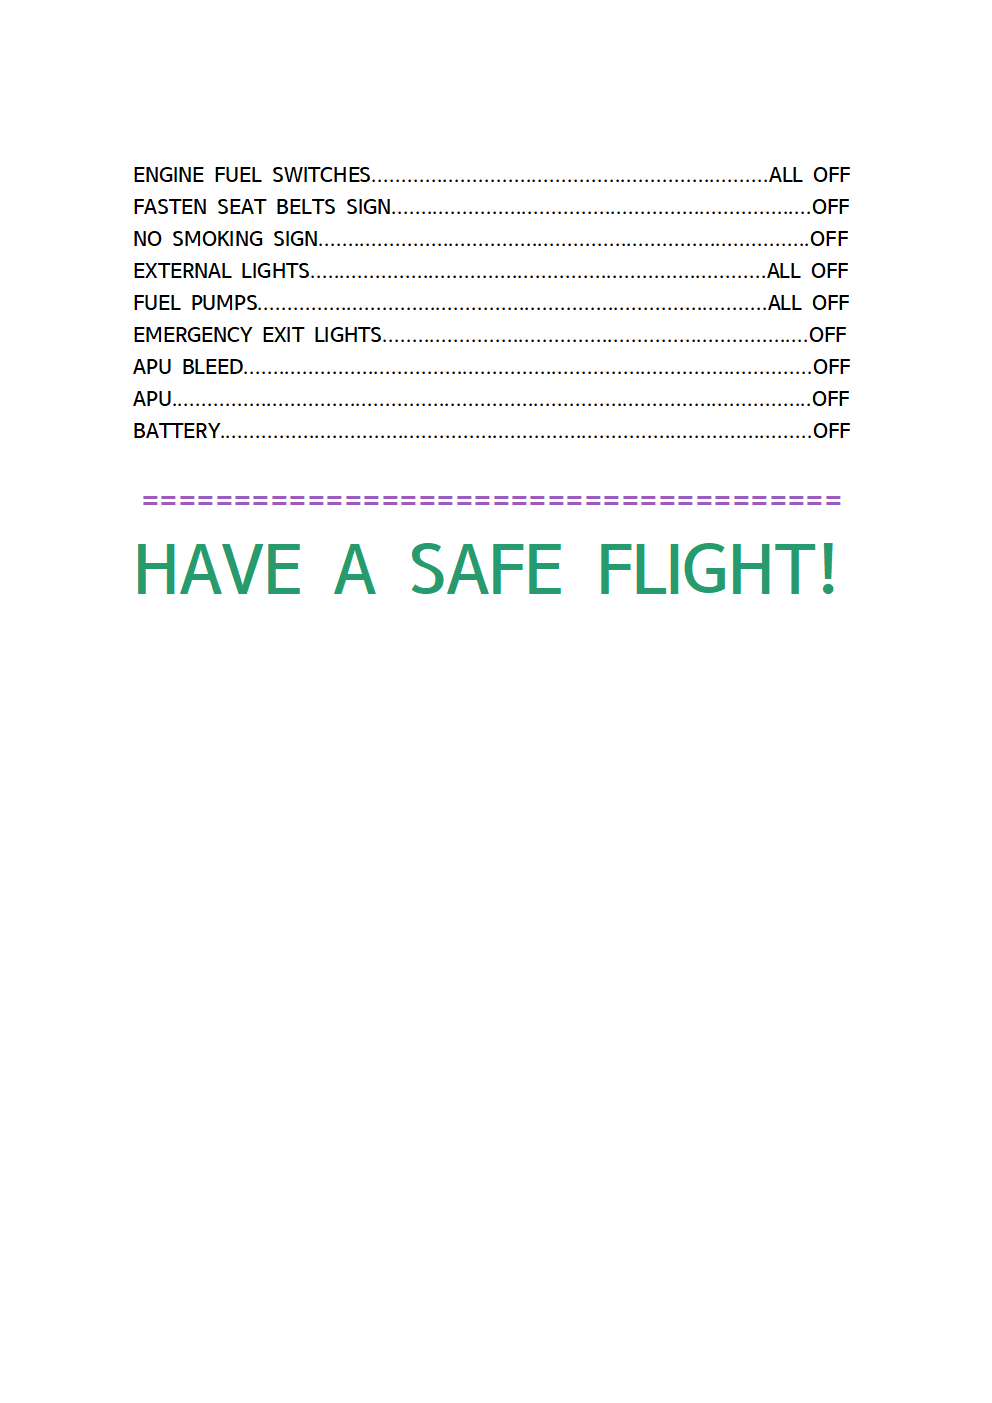 ENGINE FUEL SWITCHES....................................................................ALL OFF
FASTEN SEAT BELTS SIGN........................................................................OFF
NO SMOKING SIGN....................................................................................OFF
EXTERNAL LIGHTS..............................................................................ALL OFF
FUEL PUMPS.......................................................................................ALL OFF
EMERGENCY EXIT LIGHTS.........................................................................OFF
APU BLEED.................................................................................................OFF
APU.............................................................................................................OFF
BATTERY.....................................................................................................OFF
======================================
HAVE A SAFE FLIGHT!